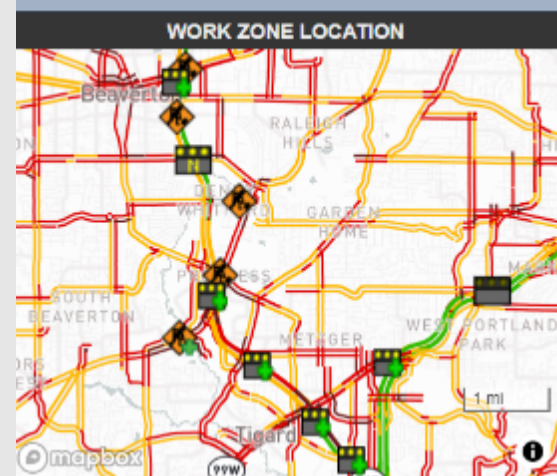 WORK ZONE LOCATION
Beaverton
RALEIGH
HILLS
N
GARDEN
HOME
SOUTH
BEAVERTON
METZGER
WEST PORTLAND
PARK
1 mi
Tigard
99W
mapbox
i